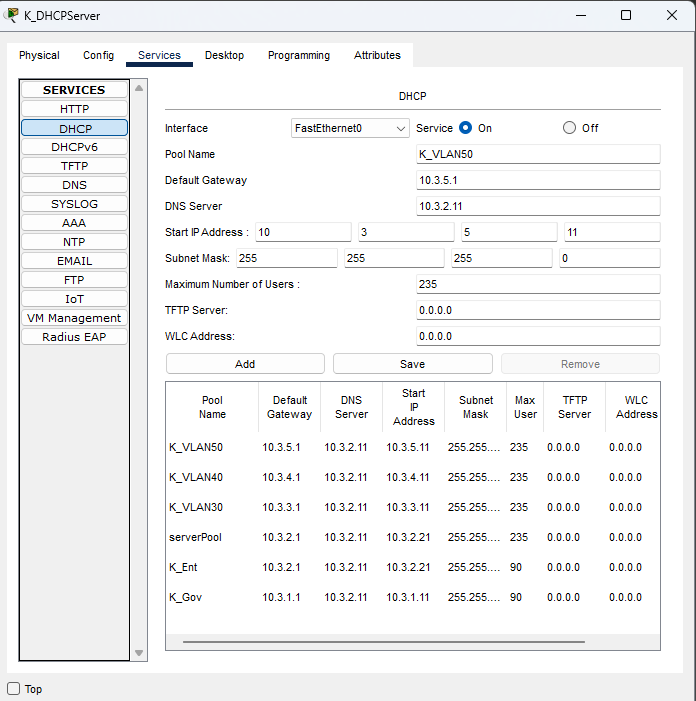 K_DHCPServer
Physical Config Services Desktop Programming Attributes
SERVICES
HTTP
DHCP
DHCPv6
TFTP
DNS
SYSLOG
AAA
NTP
EMAIL
FTP
IoT
VM Management
Radius EAP
DHCP
Interface FastEthernet0 Service On Off
Pool Name K_VLAN50
Default Gateway 10.3.5.1
DNS Server 10.3.2.11
Start IP Address : 10 3 5 11
Subnet Mask: 255 255 255 0
Maximum Number of Users : 235
TFTP Server: 0.0.0.0
WLC Address: 0.0.0.0
Add Save Remove
Pool Name Default Gateway DNS Server Start IP Address Subnet Mask Max User TFTP Server WLC Address
K_VLAN50 10.3.5.1 10.3.2.11 10.3.5.11 255.255.... 235 0.0.0.0 0.0.0.0
K_VLAN40 10.3.4.1 10.3.2.11 10.3.4.11 255.255.... 235 0.0.0.0 0.0.0.0
K_VLAN30 10.3.3.1 10.3.2.11 10.3.3.11 255.255.... 235 0.0.0.0 0.0.0.0
serverPool 10.3.2.1 10.3.2.11 10.3.2.21 255.255.... 235 0.0.0.0 0.0.0.0
K_Ent 10.3.2.1 10.3.2.11 10.3.2.21 255.255.... 90 0.0.0.0 0.0.0.0
K_Gov 10.3.1.1 10.3.2.11 10.3.1.11 255.255.... 90 0.0.0.0 0.0.0.0
Top